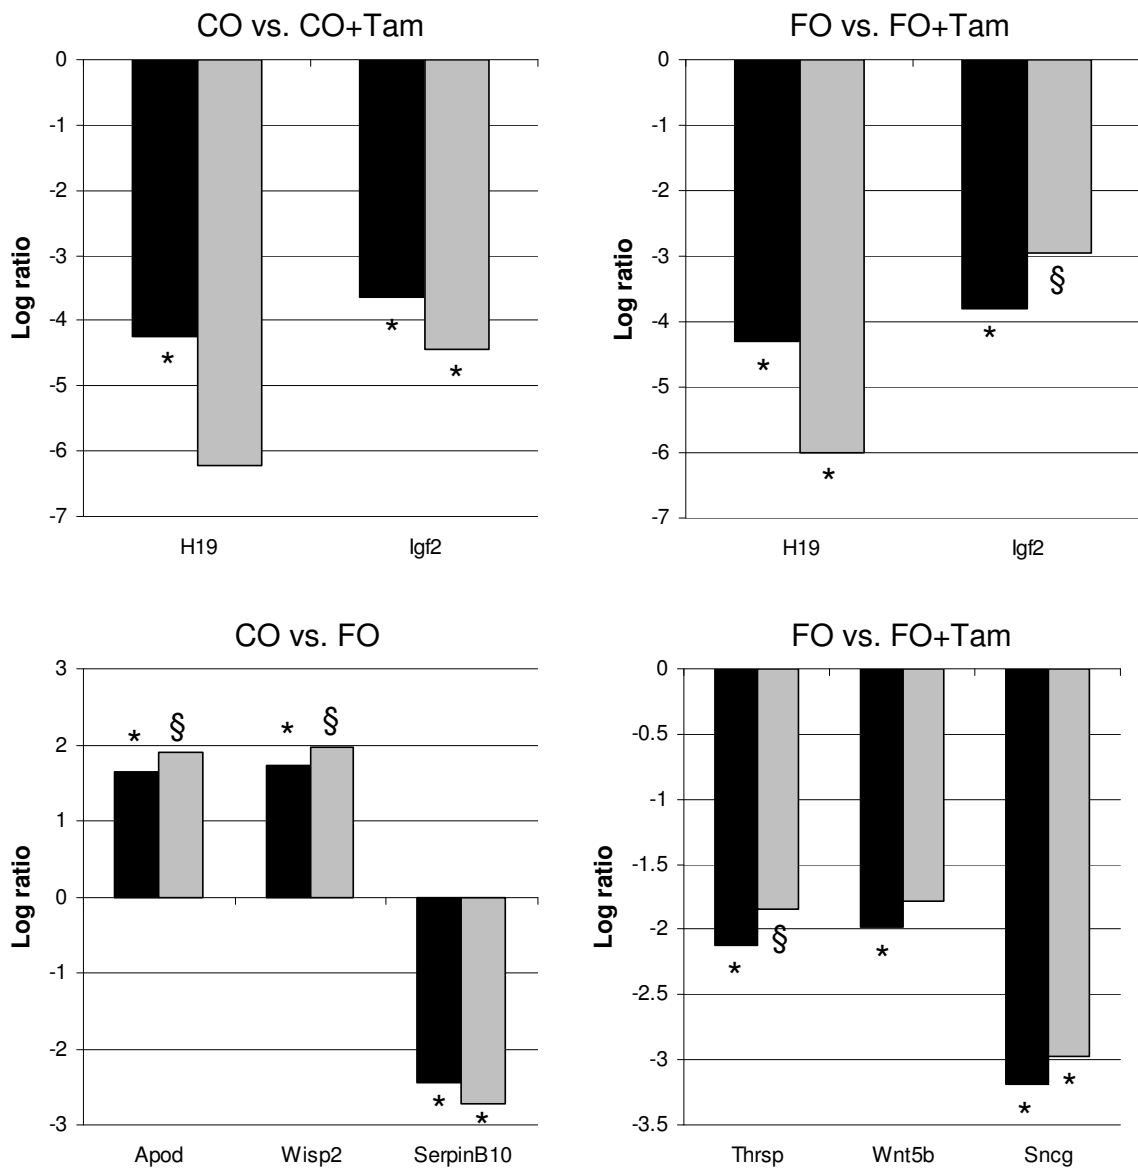 CO vs. CO+Tam
0
-1
-2
-3
-4
-5
-6
-7
Log ratio
*
*
*
H19 Igf2
FO vs. FO+Tam
0
-1
-2
-3
-4
-5
-6
-7
Log ratio
§
*
*
*
H19 Igf2
CO vs. FO
3
2
1
0
-1
-2
-3
Log ratio
* § * §
* *
Apod Wisp2 SerpinB10
FO vs. FO+Tam
0
-0.5
-1
-1.5
-2
-2.5
-3
-3.5
Log ratio
* § *
* *
Thrsp Wnt5b Sncg